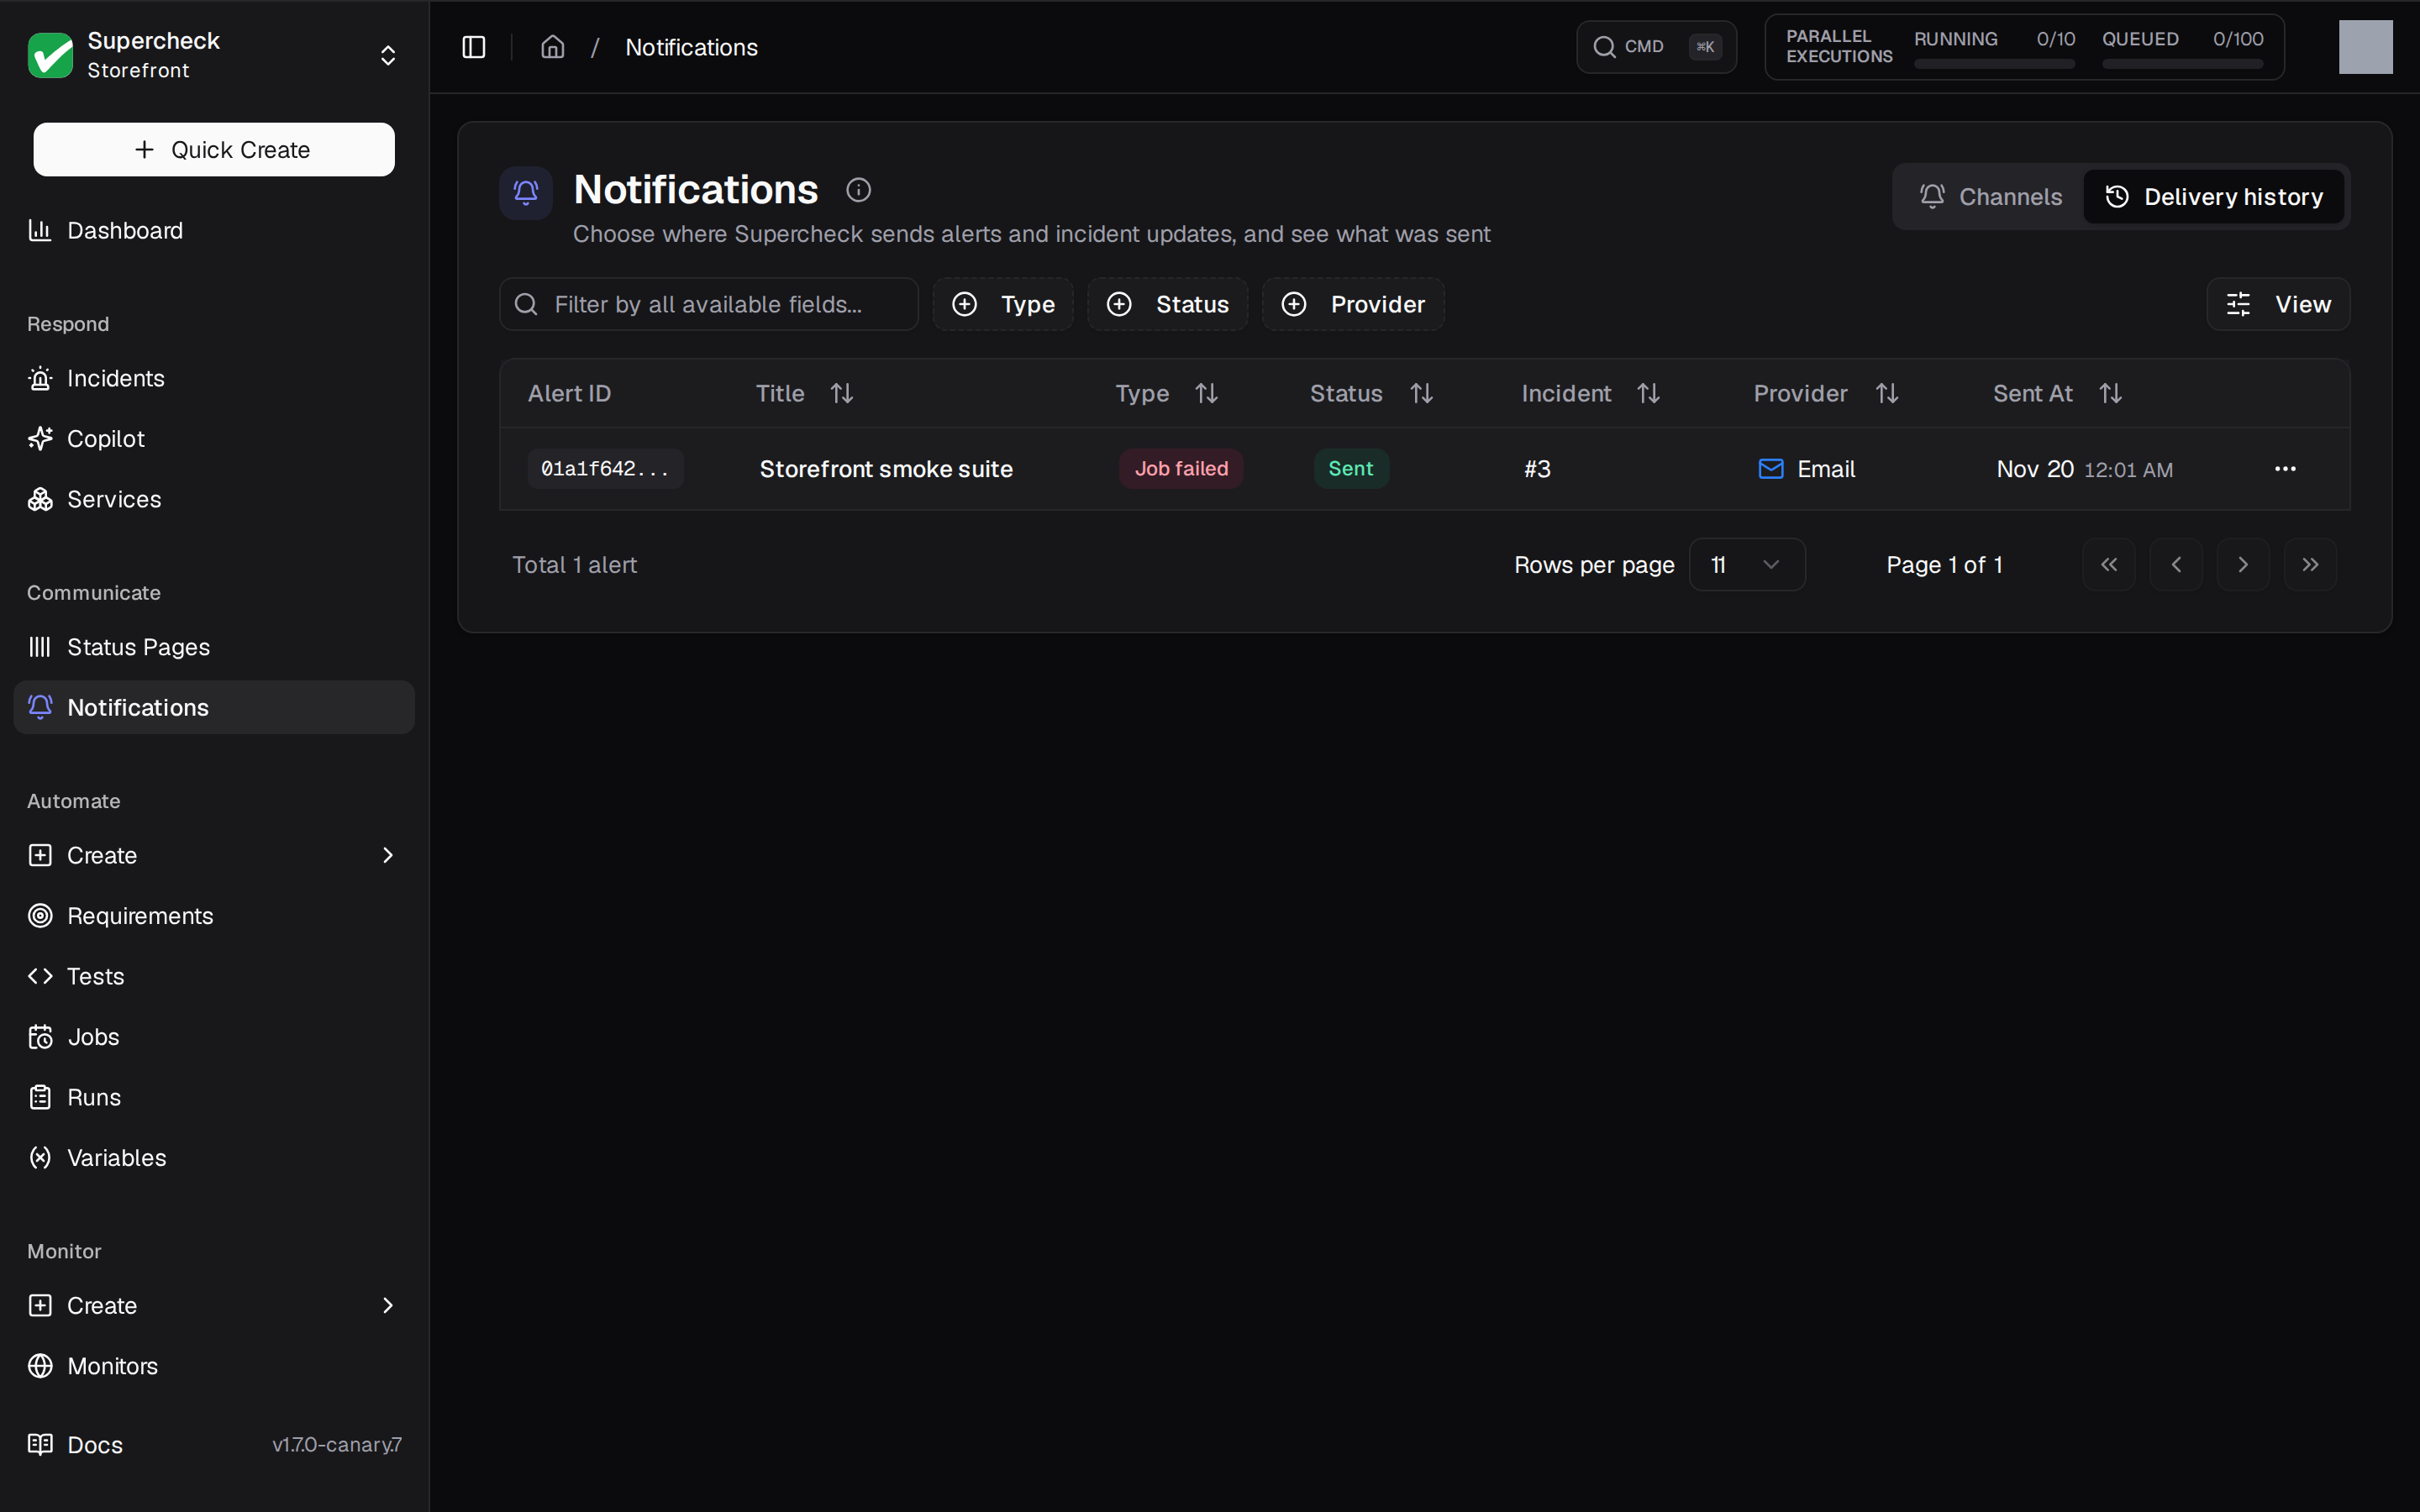 Supercheck
Storefront
Quick Create
Dashboard
Respond
Incidents
Copilot
Services
Communicate
Status Pages
Notifications
Automate
Create
Requirements
Tests
Jobs
Runs
Variables
Monitor
Create
Monitors
Docs v1.7.0-canary.7
/ Notifications
CMD ⌘K
PARALLEL EXECUTIONS
RUNNING 0/10
QUEUED 0/100
Notifications
Choose where Supercheck sends alerts and incident updates, and see what was sent
Channels
Delivery history
Filter by all available fields...
Type
Status
Provider
View
Alert ID Title Type Status Incident Provider Sent At
01a1f642... Storefront smoke suite Job failed Sent #3 Email Nov 20 12:01 AM
Total 1 alert
Rows per page 11
Page 1 of 1